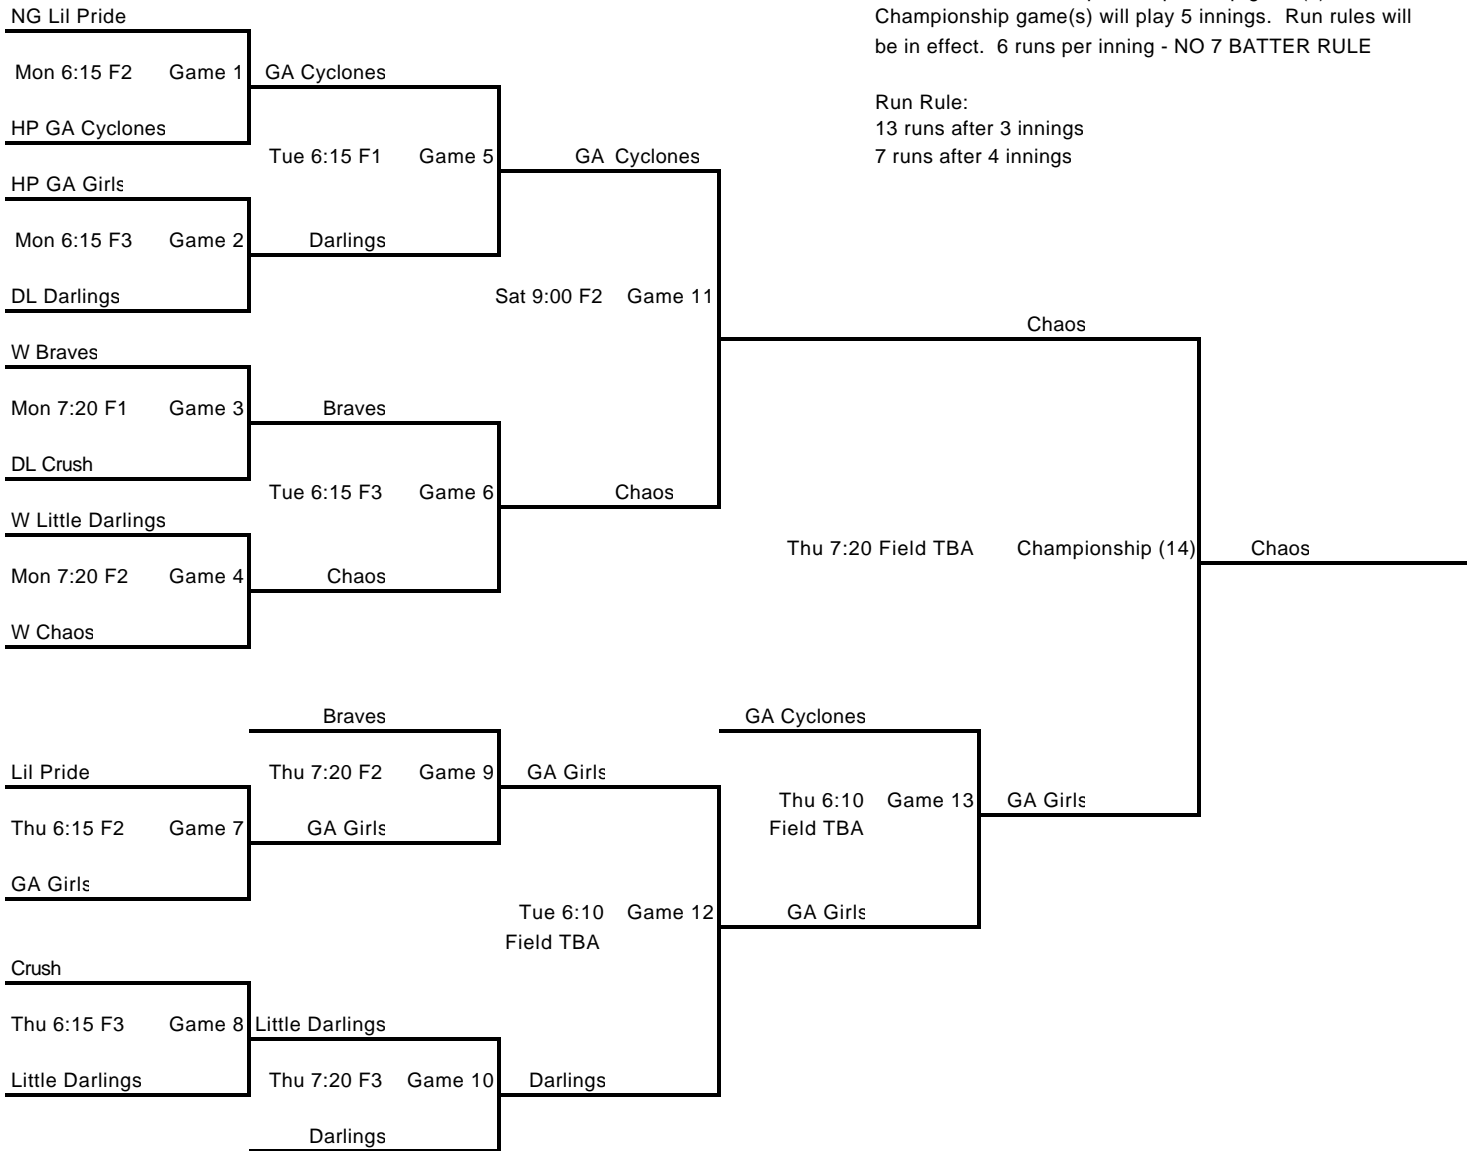 NG Lil Pride
Championship game(s) will play 5 innings.  Run rules will
Mon 6:15 F2 Game 1 GA Cyclones
be in effect.  6 runs per inning - NO 7 BATTER RULE
HP GA Cyclones
Run Rule:
13 runs after 3 innings
Tue 6:15 F1 Game 5 GA Cyclones
7 runs after 4 innings
HP GA Girls
Mon 6:15 F3 Game 2 Darlings
DL Darlings
Sat 9:00 F2 Game 11
Chaos
W Braves
Mon 7:20 F1 Game 3 Braves
DL Crush
Tue 6:15 F3 Game 6 Chaos
W Little Darlings
Thu 7:20 Field TBA Championship (14) Chaos
Mon 7:20 F2 Game 4 Chaos
W Chaos
Braves GA Cyclones
Lil Pride Thu 7:20 F2 Game 9 GA Girls
Thu 6:10 Game 13 GA Girls
Thu 6:15 F2 Game 7 GA Girls Field TBA
GA Girls
Tue 6:10 Game 12 GA Girls
Field TBA
Crush
Thu 6:15 F3 Game 8 Little Darlings
Little Darlings Thu 7:20 F3 Game 10 Darlings
Darlings